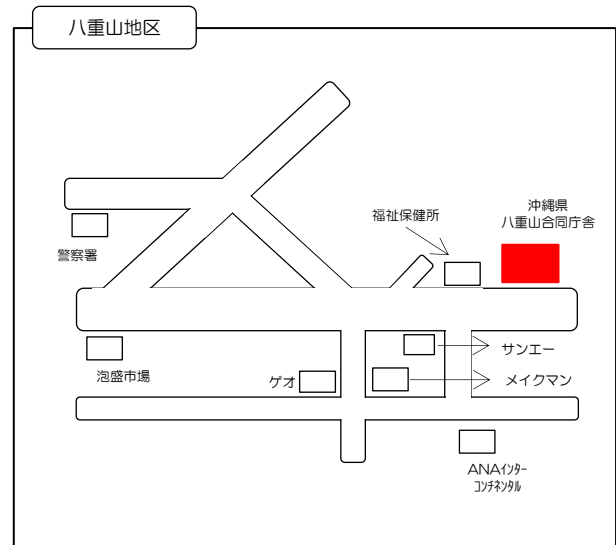 八重山地区
沖縄県
八重山合同庁舎
福祉保健所
警察署
サンエー
泡盛市場
ゲオ
メイクマン
ANAｲﾝﾀｰ
ｺﾝﾁﾈﾝﾀﾙ